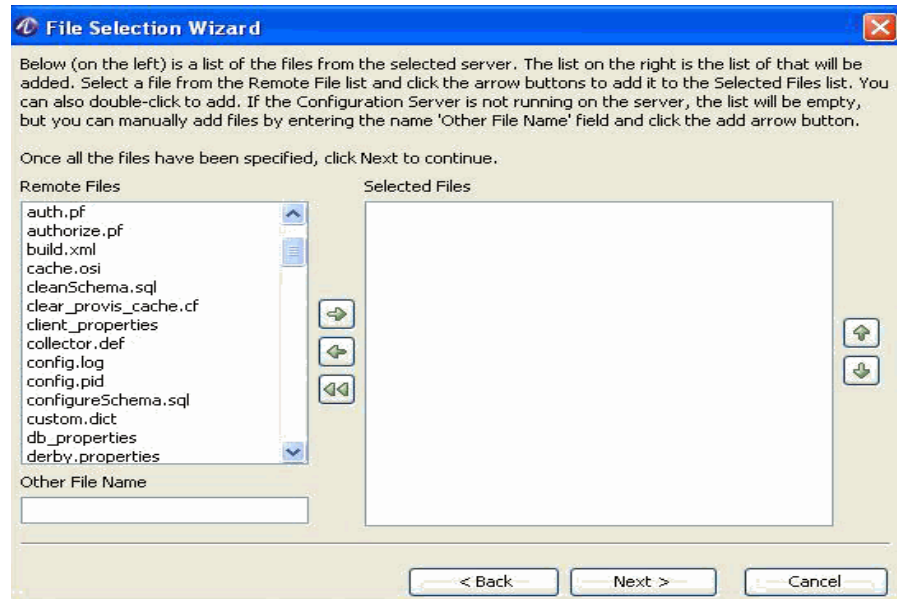 File Selection Wizard
Below (on the left) is a list of the files from the selected server. The list on the right is the list of that will be
added. Select a file from the Remote File list and click the arrow buttons to add it to the Selected Files list. You
can also double-click to add. If the Configuration Server is not running on the server, the list will be empty,
but you can manually add files by entering the name 'Other File Name' field and click the add arrow button.
Once all the files have been specified, click Next to continue.
Remote Files
Selected Files
auth.pf
authorize.pf
build.xml
cache.osi
cleanSchema.sql
clear_provis_cache.cf
client_properties
collector.def
config.log
config.pid
configureSchema.sql
custom.dict
db_properties
derby.properties
Other File Name
< Back
Next >
Cancel